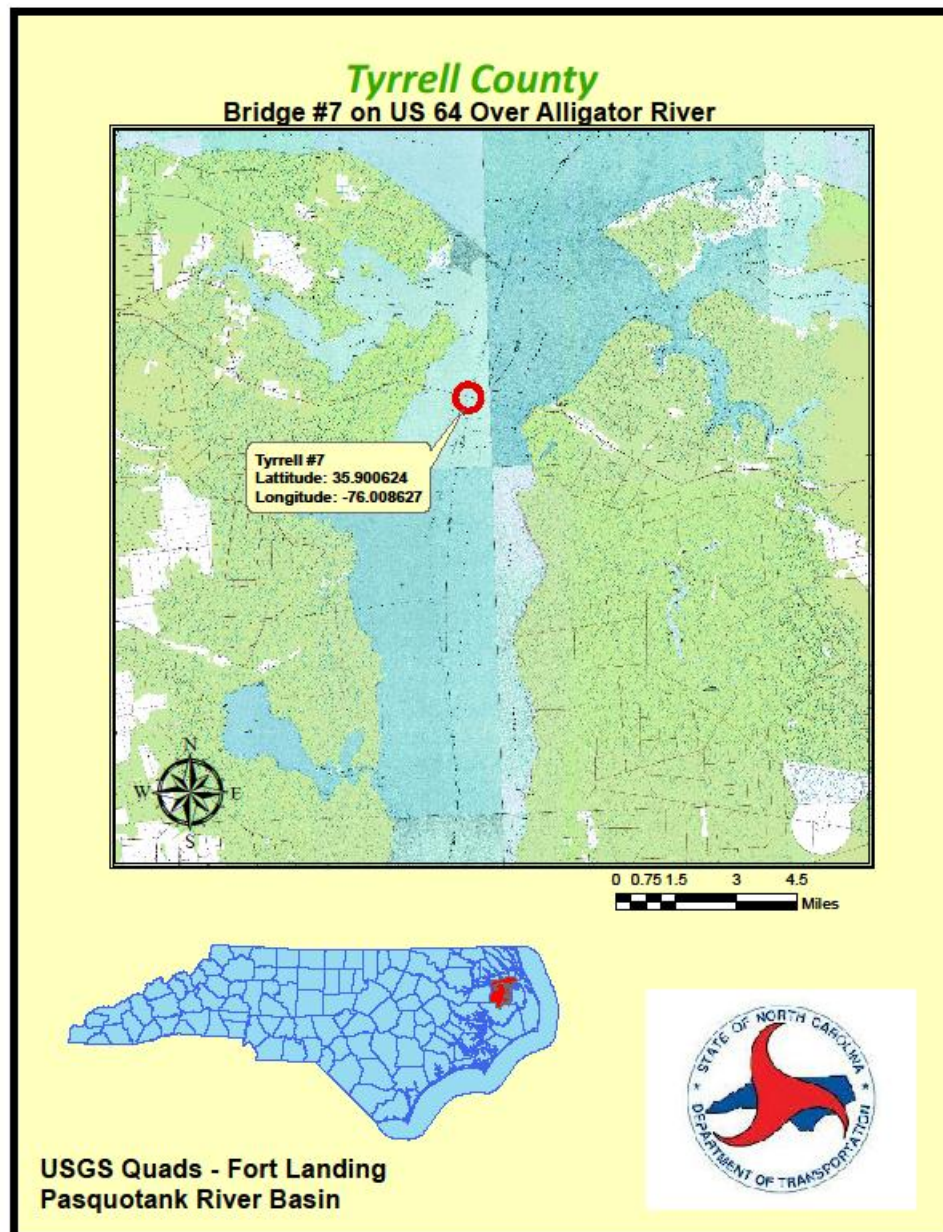 Tyrrell County
Bridge #7 on US 64 Over Alligator River
Tyrrell #7
Lattitude: 35.900624
Longitude: -76.008627
N
W E
S
0 0.75 1.5 3 4.5
Miles
STATE OF NORTH CAROLINA
DEPARTMENT OF TRANSPORTATION
USGS Quads - Fort Landing
Pasquotank River Basin